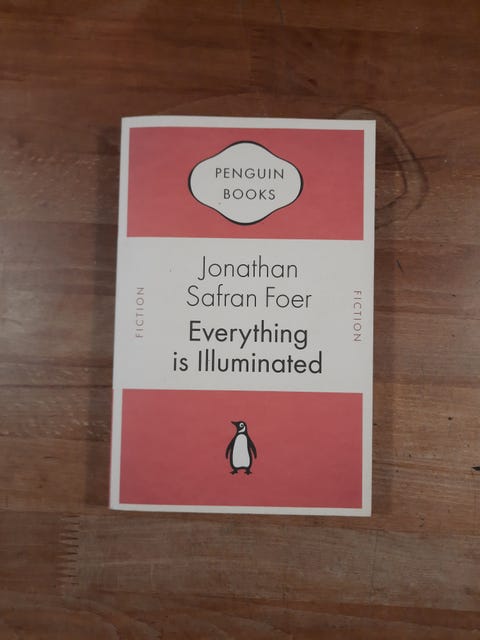 PENGUIN
BOOKS
Jonathan
Safran Foer
Everything
is Illuminated
FICTION
FICTION